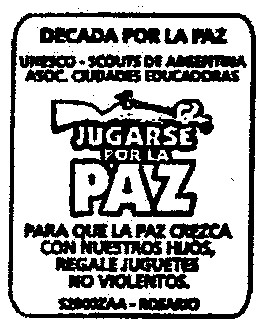 DECADA POR LA PAZ
UNESCO - SCOUTS DE ARGENTINA
ASOC. CIUDADES EDUCADORAS
JUGARSE
POR LA
PAZ
PARA QUE LA PAZ CREZCA
CON NUESTROS HIJOS,
REGALE JUGUETES
NO VIOLENTOS.
S2000ZAA - ROSARIO